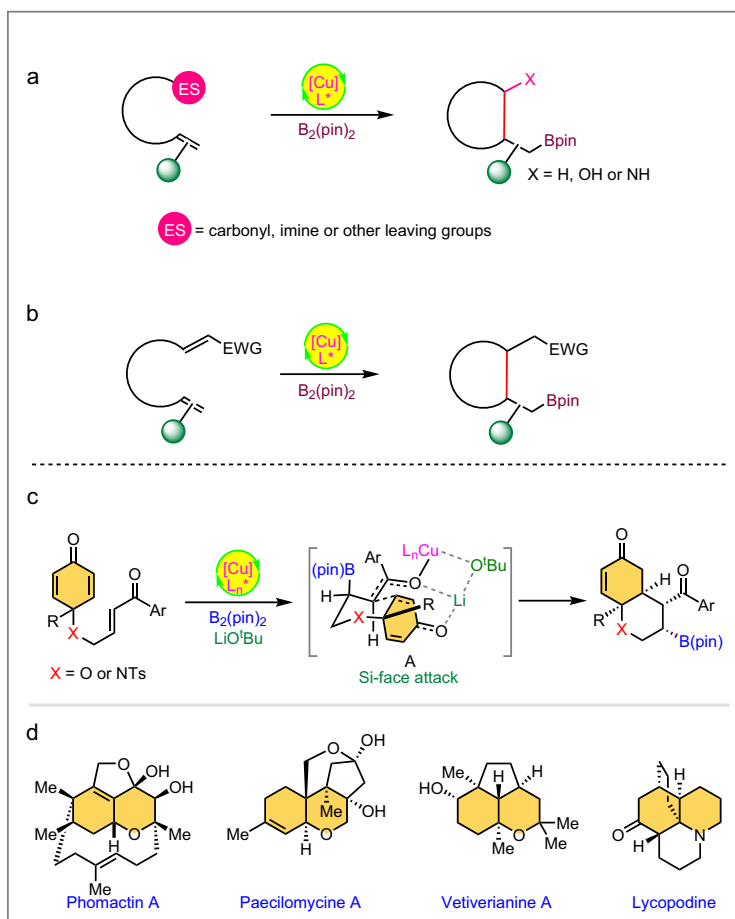 a
ES
[Cu]
L*
B₂(pin)₂
X
Bpin
X = H, OH or NH
ES = carbonyl, imine or other leaving groups
b
EWG
[Cu]
L*
B₂(pin)₂
EWG
Bpin
c
O
O
Ar
R
X
X = O or NTs
[Cu]
Lₙ*
B₂(pin)₂
LiOᵗBu
(pin)B
Ar
LₙCu
OᵗBu
O
Li
H
R
X
H
O
A
Si-face attack
O
H
O
Ar
R
X
B(pin)
d
O
OH
OH
Me
Me
O
Me
H
Me
Phomactin A
O
OH
Me
OH
Me
O
H
Paecilomycine A
Me
H
HO
H
O
Me
Me
Me
Vetiverianine A
H
O
N
H
Lycopodine